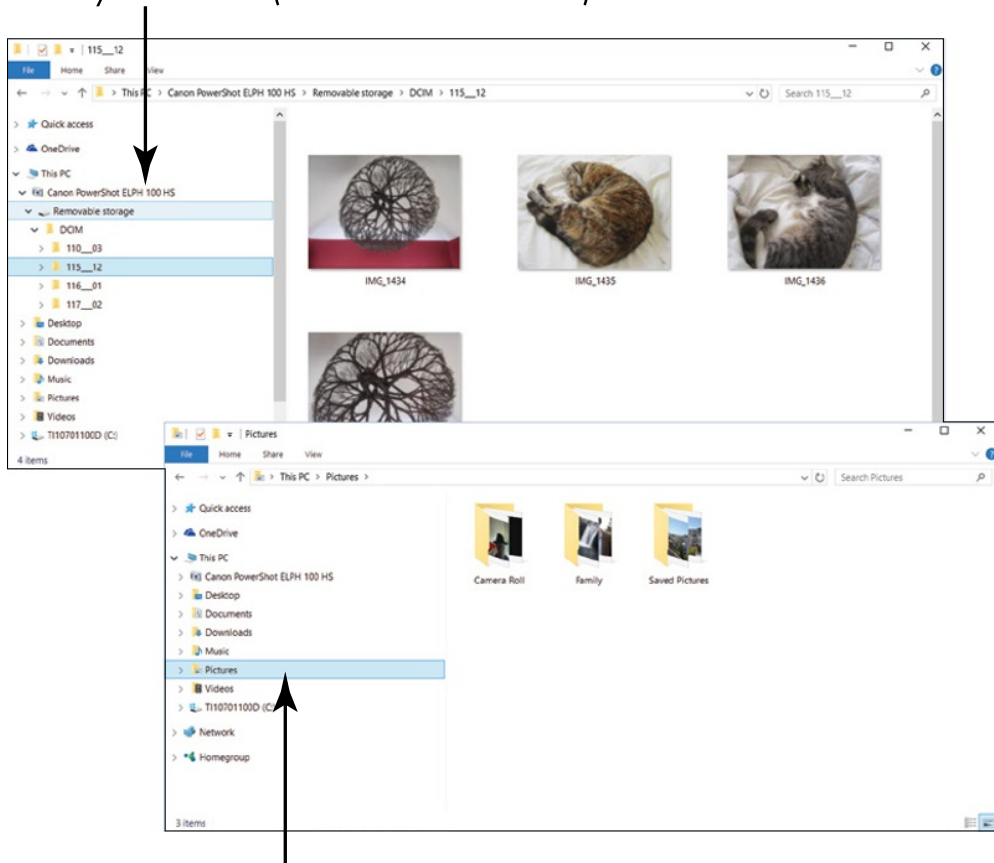 115__12
File Home Share View
This PC > Canon PowerShot ELPH 100 HS > Removable storage > DCIM > 115__12
Search 115__12
Quick access
OneDrive
This PC
Canon PowerShot ELPH 100 HS
Removable storage
DCIM
110__03
115__12
116__01
117__02
Desktop
Documents
Downloads
Music
Pictures
Videos
TI10701100D (C:)
4 items
IMG_1434
IMG_1435
IMG_1436
Pictures
File Home Share View
This PC > Pictures >
Search Pictures
Quick access
OneDrive
This PC
Canon PowerShot ELPH 100 HS
Desktop
Documents
Downloads
Music
Pictures
Videos
TI10701100D (C:)
Network
Homegroup
3 items
Camera Roll
Family
Saved Pictures